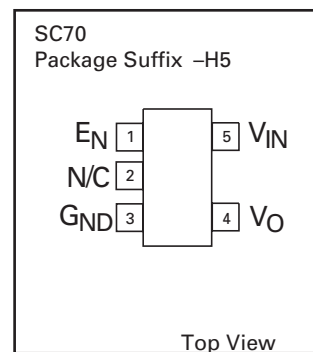 SC70
Package Suffix –H5
EN 1 5 VIN
N/C 2
GND 3 4 VO
Top View